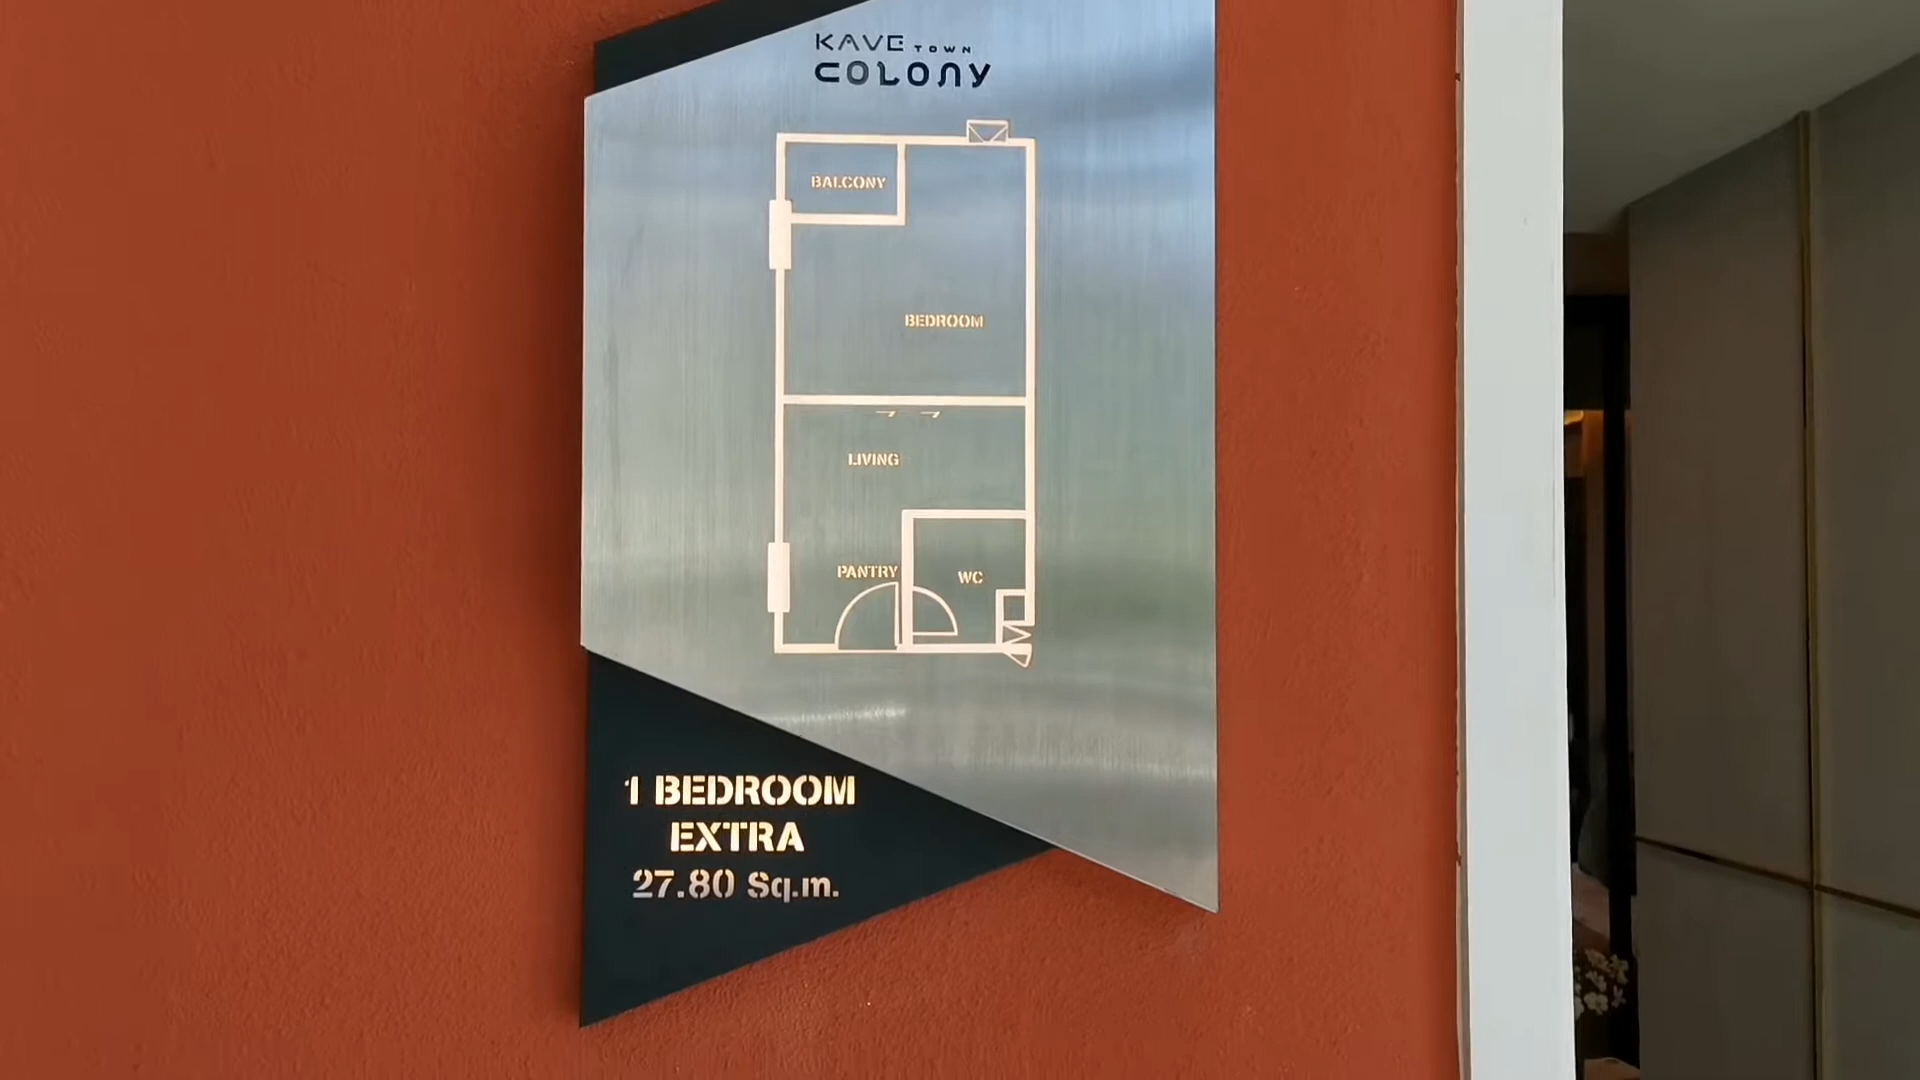 KAVE TOWN
COLONY
BALCONY
BEDROOM
LIVING
PANTRY
WC
1 BEDROOM
EXTRA
27.80 Sq.m.